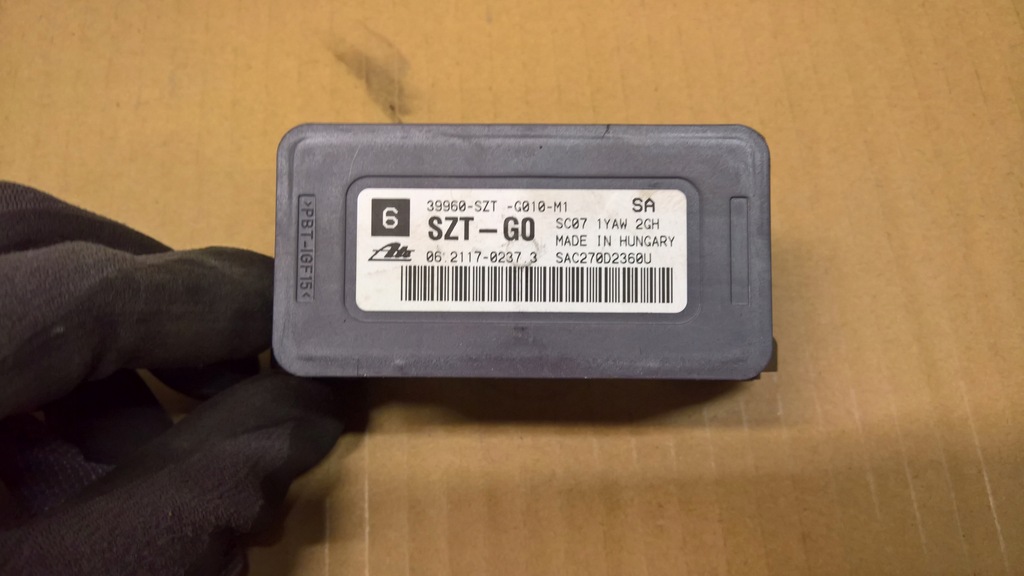 >PBT-IGF15<
6
39960-SZT -G010-M1
SA
SZT-G0
SC07 1YAW 2GH
MADE IN HUNGARY
Ate
06.2117-0237.3
SAC270D2360U